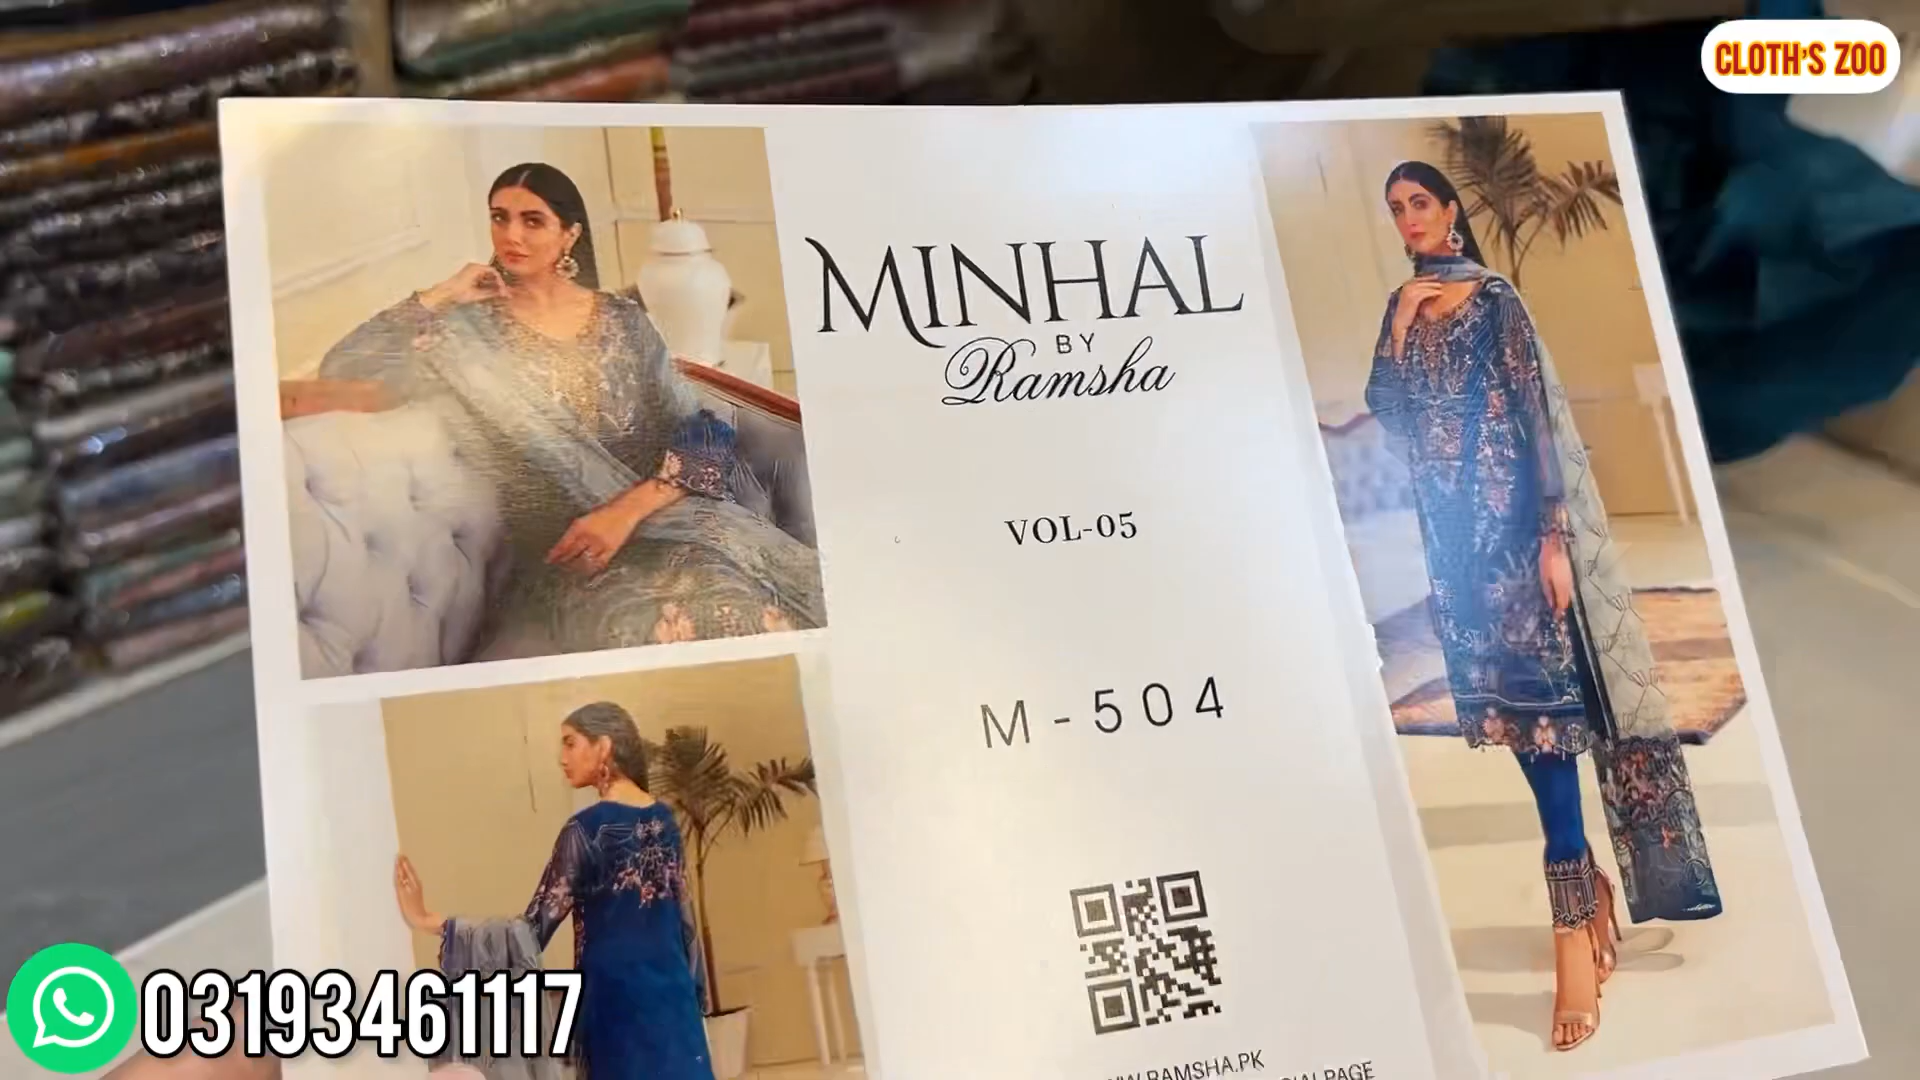 CLOTH'S ZOO
MINHAL
BY
Ramsha
VOL-05
M-504
RAMSHA.PK
PAGE
03193461117